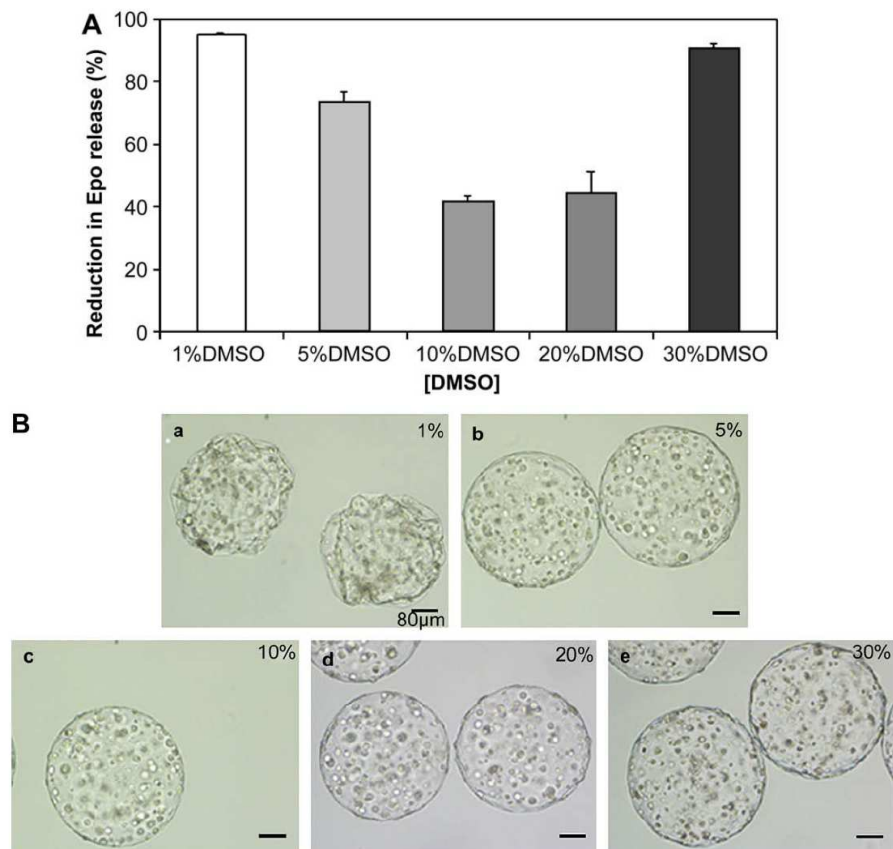 A
Reduction in Epo release (%)
100
80
60
40
20
0
1%DMSO 5%DMSO 10%DMSO 20%DMSO 30%DMSO
[DMSO]
B
a 1%
80µm
b 5%
c 10%
d 20%
e 30%